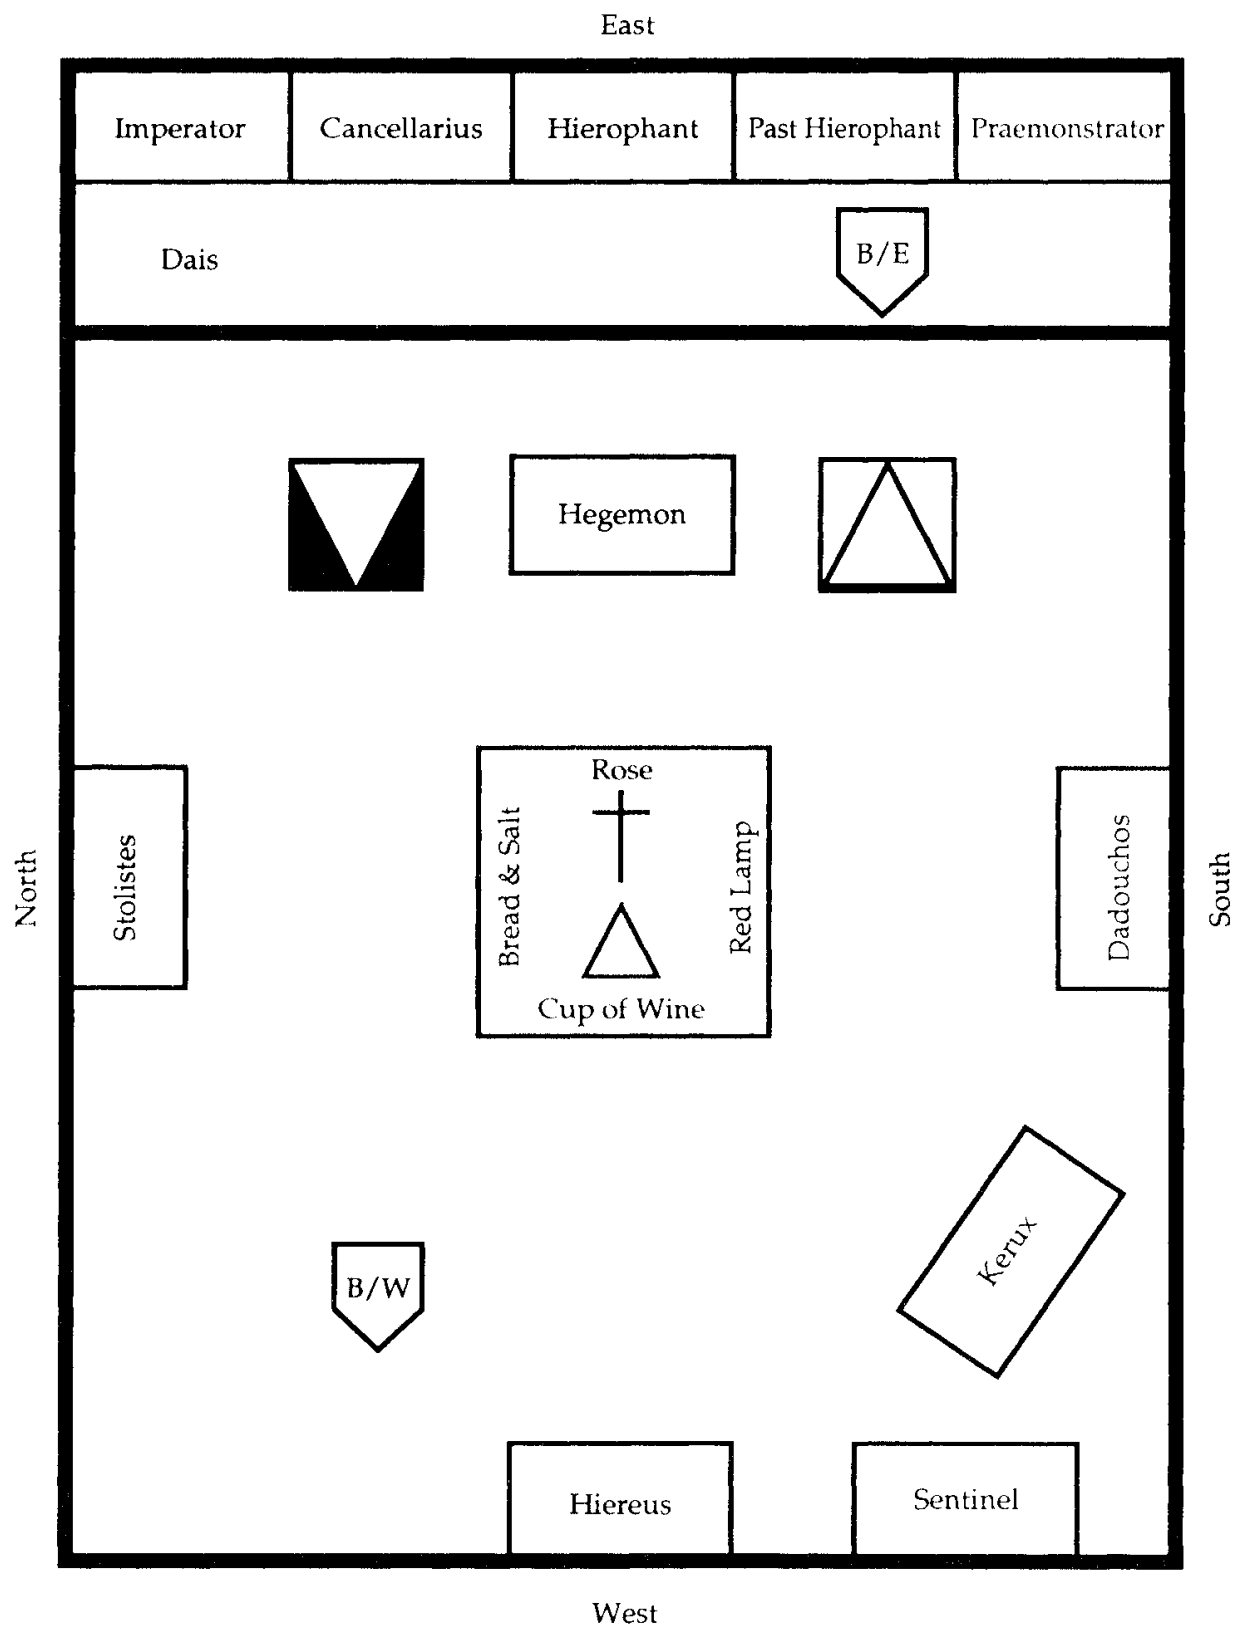 East
Imperator
Cancellarius
Hierophant
Past Hierophant
Praemonstrator
Dais
B/E
Hegemon
Rose
Bread & Salt
Red Lamp
Cup of Wine
North
Stolistes
Dadouchos
South
Kerux
B/W
Hiereus
Sentinel
West